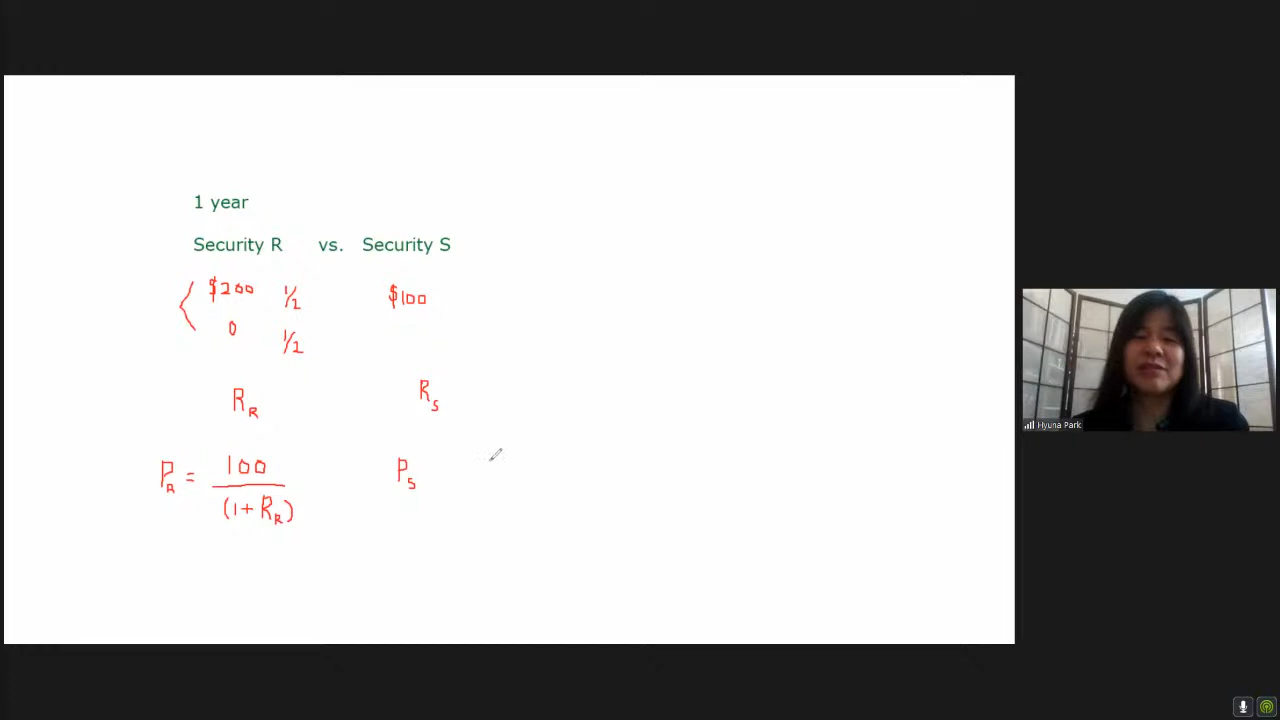 1 year
Security R vs. Security S
$200 1/2 $100
0 1/2
R_R R_S
P_R = 100 / (1+R_R) P_S
Hyuna Park